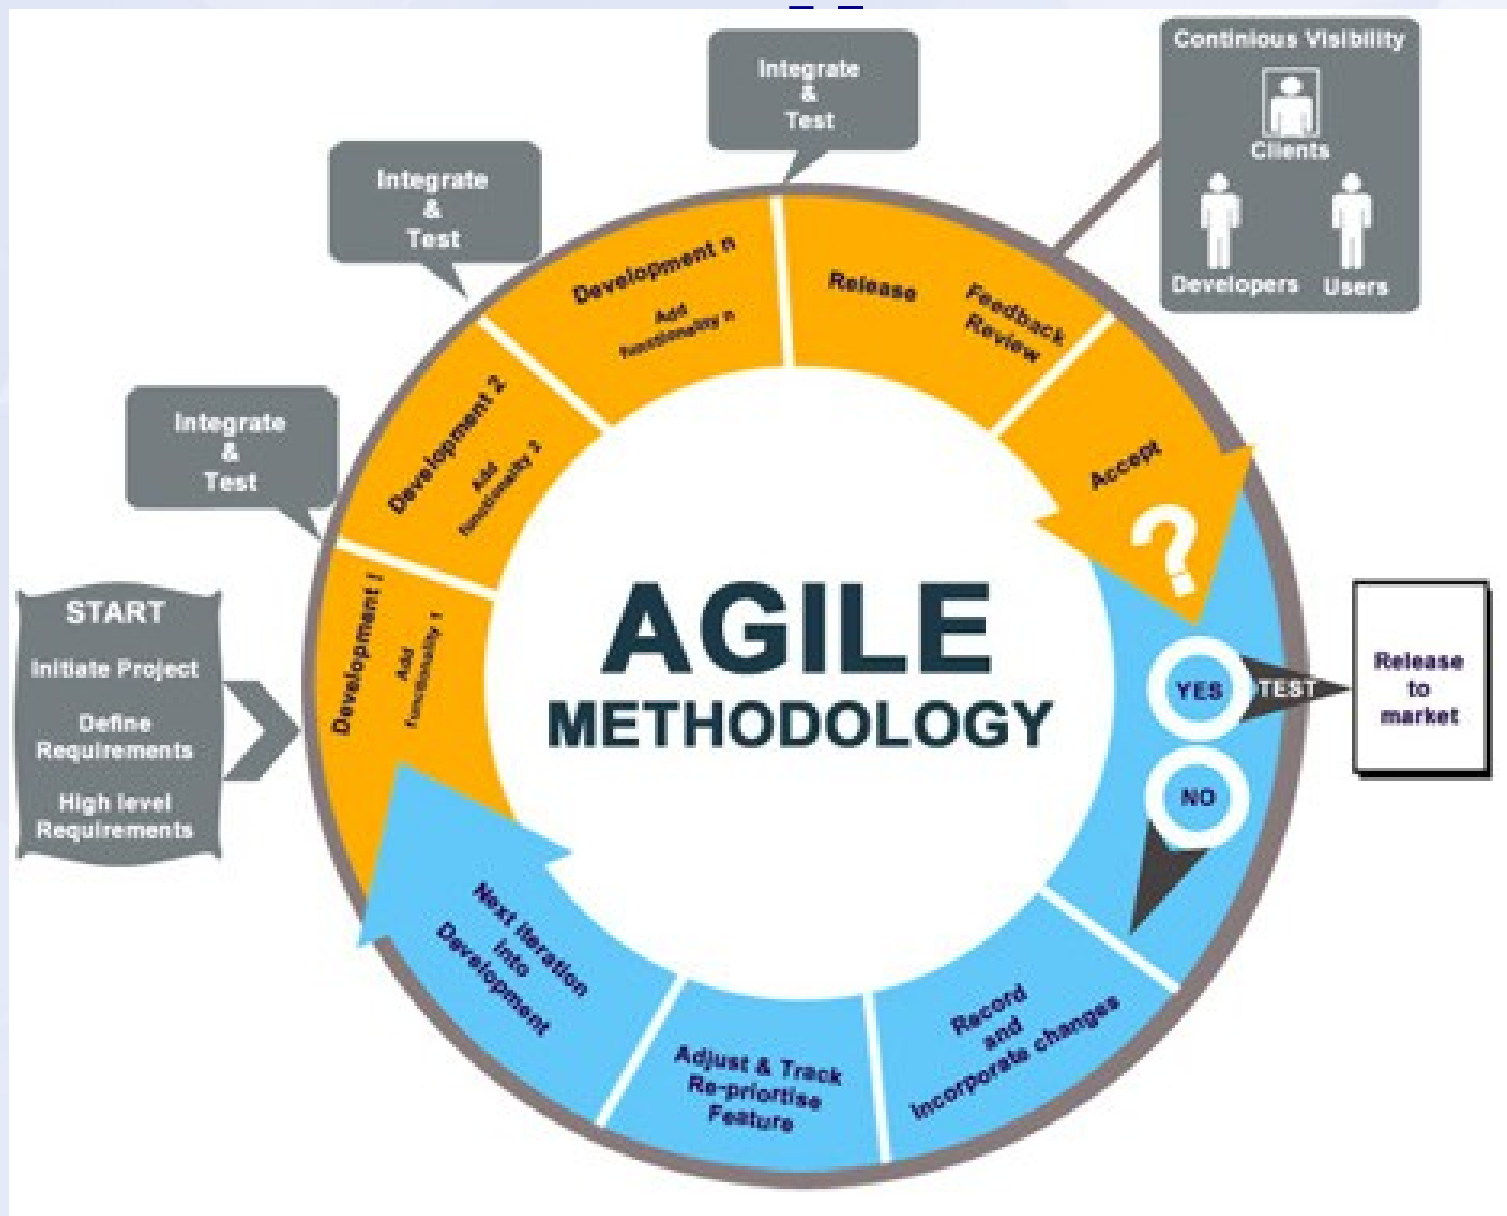 START
Initiate Project
Define
Requirements
High level
Requirements
Integrate
&
Test
Integrate
&
Test
Integrate
&
Test
Continious Visibility
Clients
Developers
Users
Development 1
Add
functionality 1
Development 2
Add
functionality 2
Development n
Add
functionality n
Release
Feedback
Review
Accept
?
YES
TEST
Release
to
market
NO
Record
and
incorporate changes
Adjust & Track
Re-priortise
Feature
Next iteration
into
Development
AGILE
METHODOLOGY